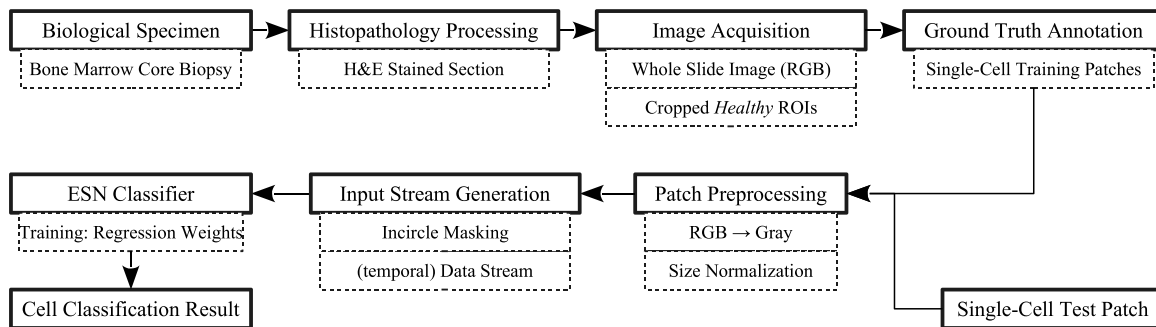 Biological Specimen
Bone Marrow Core Biopsy
Histopathology Processing
H&E Stained Section
Image Acquisition
Whole Slide Image (RGB)
Cropped Healthy ROIs
Ground Truth Annotation
Single-Cell Training Patches
Single-Cell Test Patch
Patch Preprocessing
RGB → Gray
Size Normalization
Input Stream Generation
Incircle Masking
(temporal) Data Stream
ESN Classifier
Training: Regression Weights
Cell Classification Result